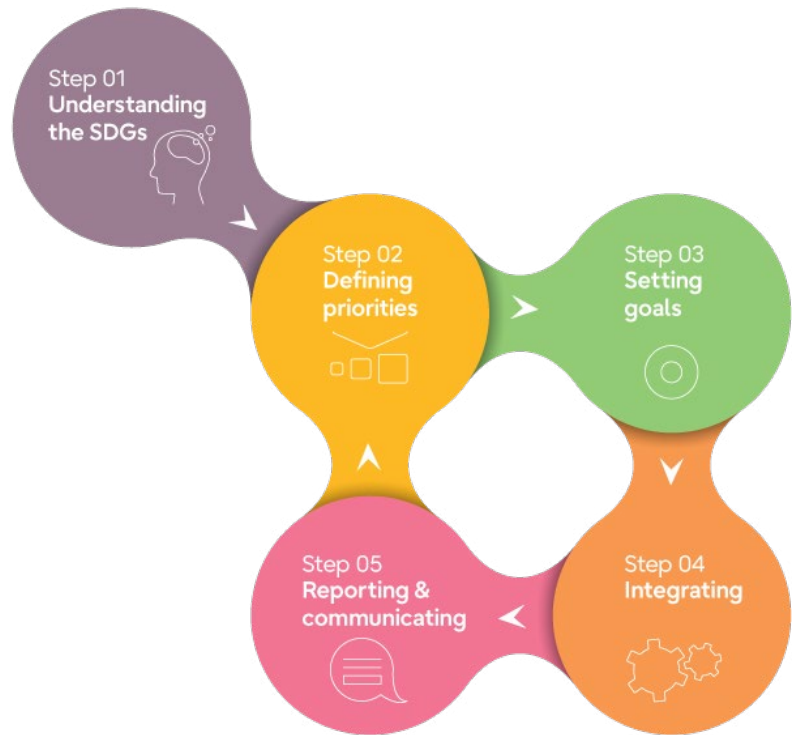 Step 01
Understanding
the SDGs
Step 02
Defining
priorities
Step 03
Setting
goals
Step 04
Integrating
Step 05
Reporting &
communicating